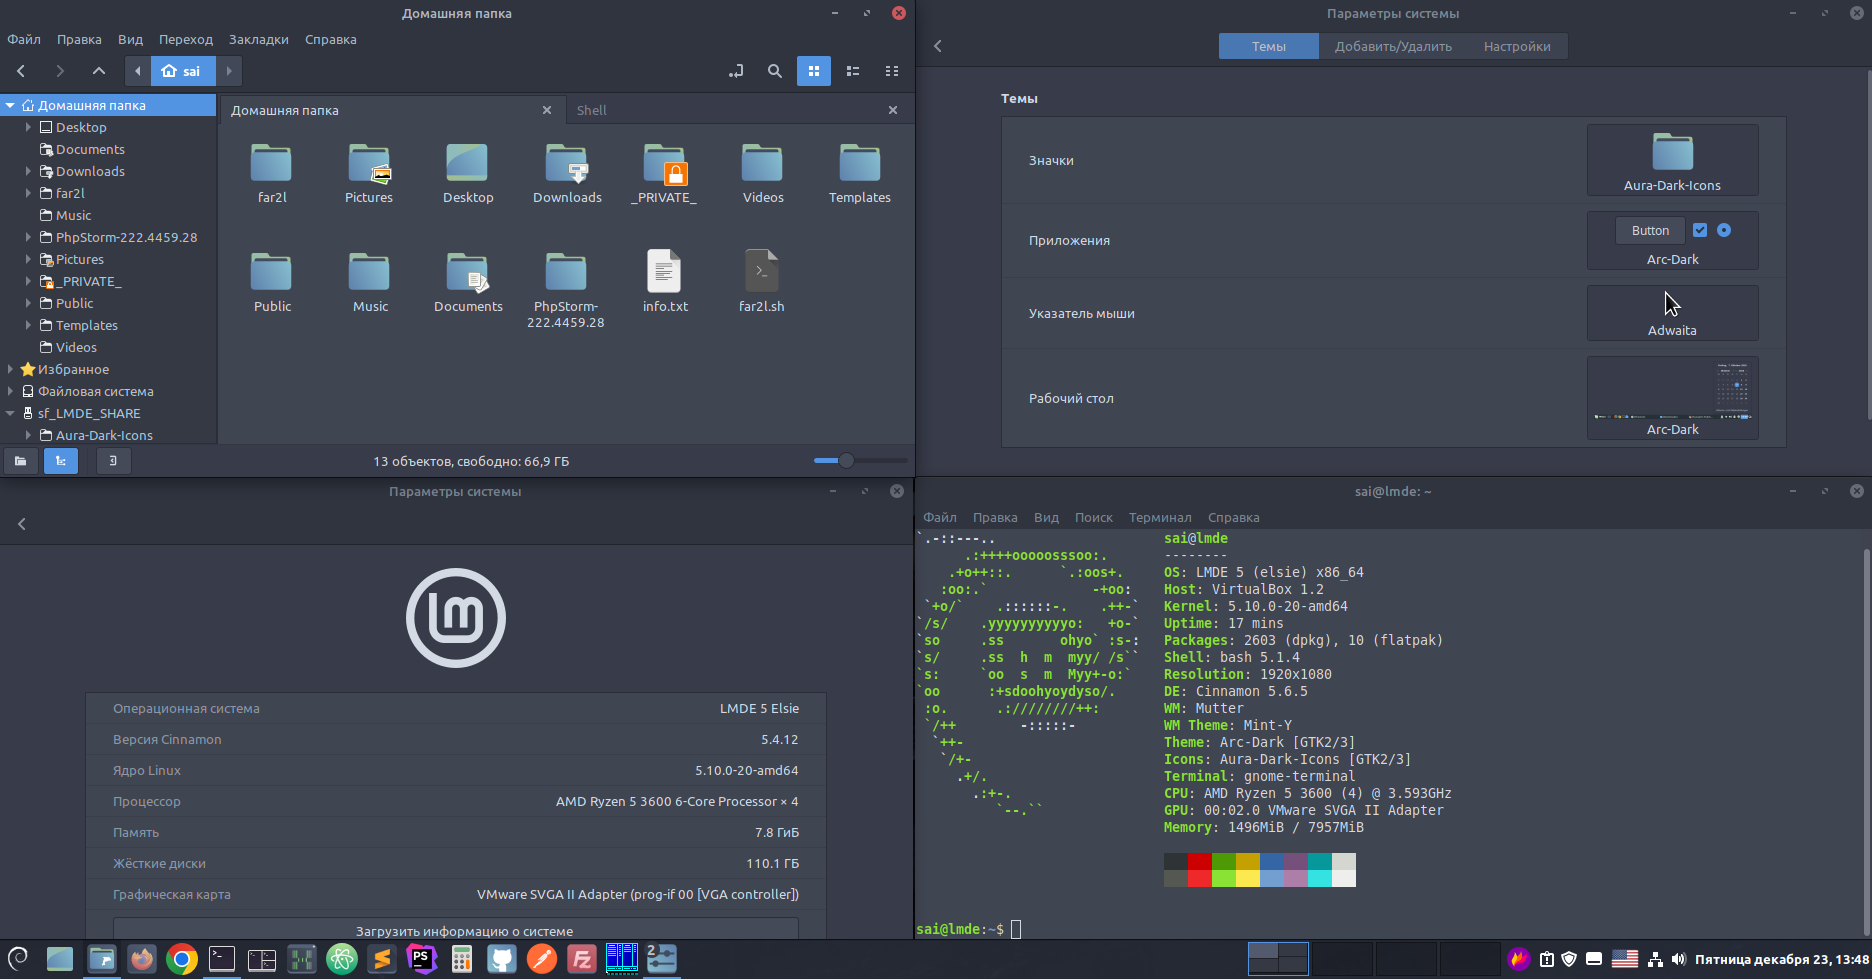 Домашняя папка
Файл Правка Вид Переход Закладки Справка
sai
Домашняя папка
Desktop
Documents
Downloads
far2l
Music
PhpStorm-222.4459.28
Pictures
_PRIVATE_
Public
Templates
Videos
Избранное
Файловая система
sf_LMDE_SHARE
Aura-Dark-Icons
Домашняя папка
Shell
far2l Pictures Desktop Downloads _PRIVATE_ Videos Templates
Public Music Documents PhpStorm-222.4459.28 info.txt far2l.sh
13 объектов, свободно: 66,9 ГБ
Параметры системы
Темы Добавить/Удалить Настройки
Темы
Значки
Aura-Dark-Icons
Приложения
Button
Arc-Dark
Указатель мыши
Adwaita
Рабочий стол
Arc-Dark
Параметры системы
lm
Операционная система LMDE 5 Elsie
Версия Cinnamon 5.4.12
Ядро Linux 5.10.0-20-amd64
Процессор AMD Ryzen 5 3600 6-Core Processor × 4
Память 7.8 ГиБ
Жёсткие диски 110.1 ГБ
Графическая карта VMware SVGA II Adapter (prog-if 00 [VGA controller])
Загрузить информацию о системе
sai@lmde: ~
Файл Правка Вид Поиск Терминал Справка
sai@lmde
--------
OS: LMDE 5 (elsie) x86_64
Host: VirtualBox 1.2
Kernel: 5.10.0-20-amd64
Uptime: 17 mins
Packages: 2603 (dpkg), 10 (flatpak)
Shell: bash 5.1.4
Resolution: 1920x1080
DE: Cinnamon 5.6.5
WM: Mutter
WM Theme: Mint-Y
Theme: Arc-Dark [GTK2/3]
Icons: Aura-Dark-Icons [GTK2/3]
Terminal: gnome-terminal
CPU: AMD Ryzen 5 3600 (4) @ 3.593GHz
GPU: 00:02.0 VMware SVGA II Adapter
Memory: 1496MiB / 7957MiB
sai@lmde:~$
PS
FZ
2
Пятница декабря 23, 13:48